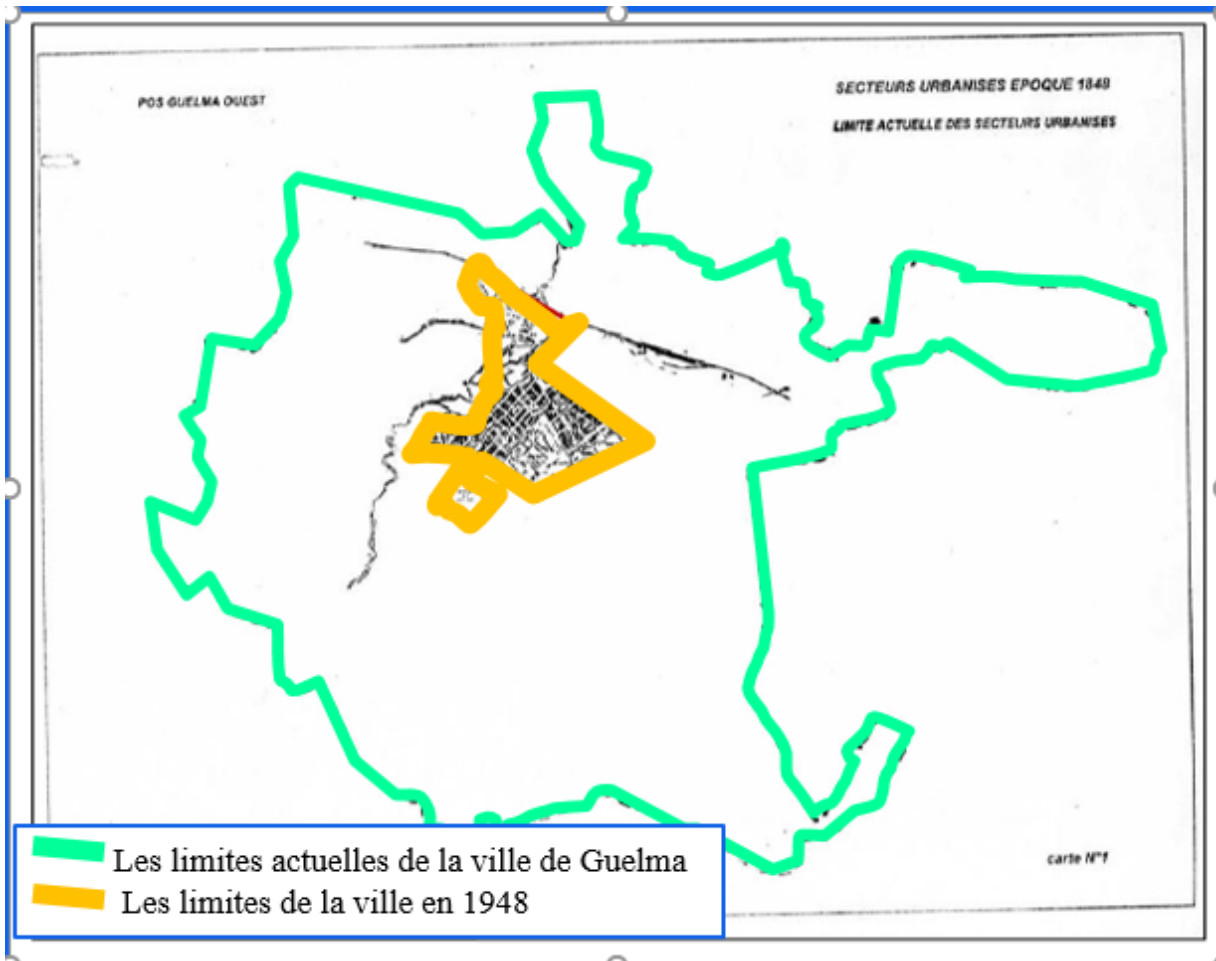 POS GUELMA OUEST
SECTEURS URBANISES EPOQUE 1848
LIMITE ACTUELLE DES SECTEURS URBANISES
Les limites actuelles de la ville de Guelma
Les limites de la ville en 1948
carte N°1